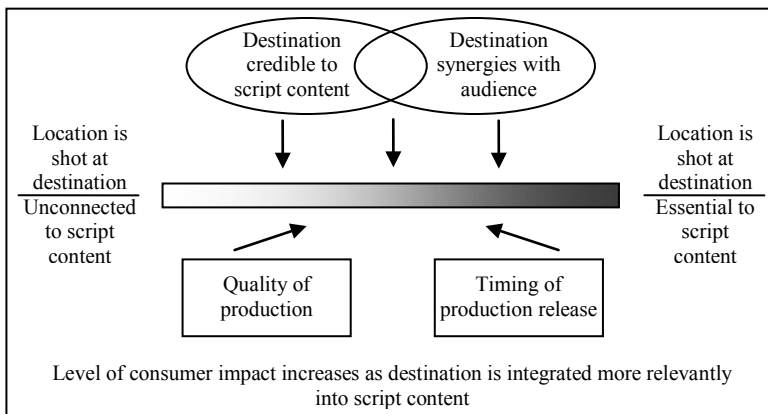 Destination
credible to
script content
Destination
synergies with
audience
Location is
shot at
destination
Unconnected
to script
content
Location is
shot at
destination
Essential to
script
content
Quality of
production
Timing of
production release
Level of consumer impact increases as destination is integrated more relevantly
into script content